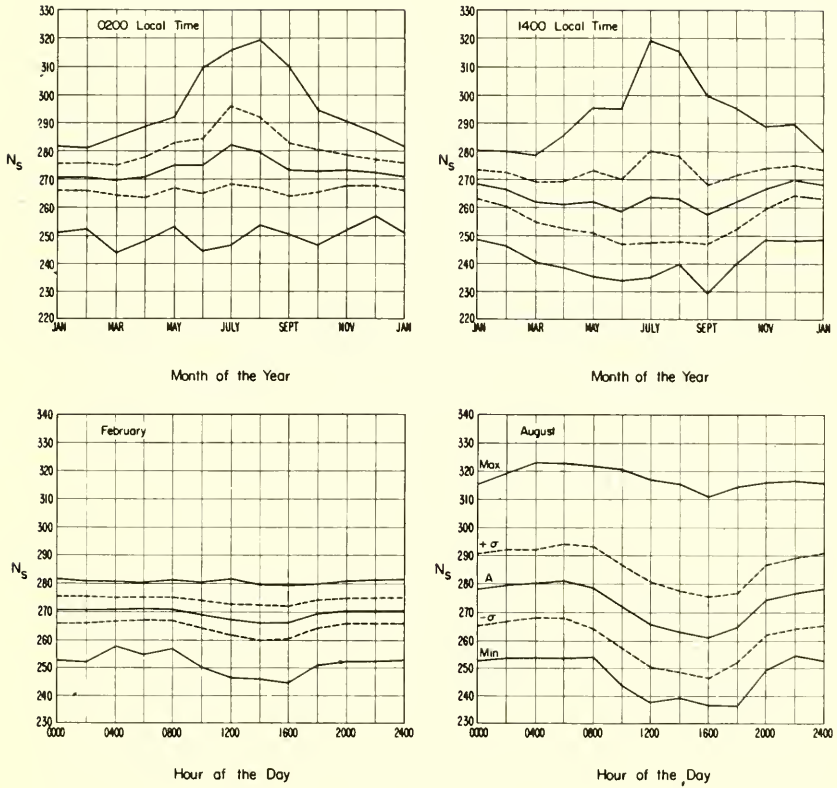 330
320
310
300
290
280
270
260
250
240
230
220
Ns
0200 Local Time
JAN MAR MAY JULY SEPT NOV JAN
Month of the Year
330
320
310
300
290
280
270
260
250
240
230
220
Ns
1400 Local Time
JAN MAR MAY JULY SEPT NOV JAN
Month of the Year
340
330
320
310
300
290
280
270
260
250
240
230
Ns
February
0000 0400 0800 1200 1600 2000 2400
Hour af the Day
340
330
320
310
300
290
280
270
260
250
240
230
Ns
August
Max
+σ
A
-σ
Min
0000 0400 0800 1200 1600 2000 2400
Hour of the Day